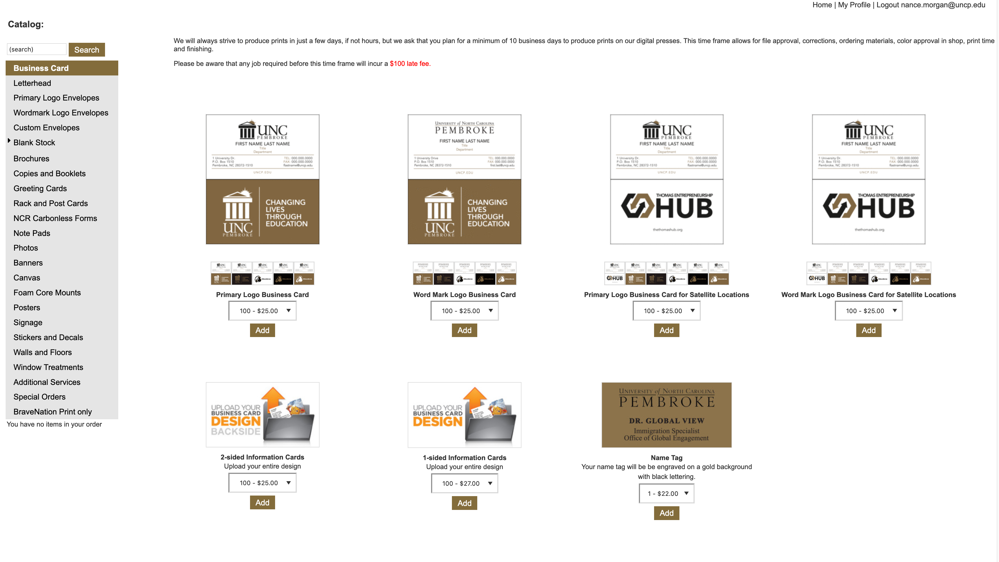 Home | My Profile | Logout nance.morgan@uncp.edu
Catalog:
(search)
Search
We will always strive to produce prints in just a few days, if not hours, but we ask that you plan for a minimum of 10 business days to produce prints on our digital presses. This time frame allows for file approval, corrections, ordering materials, color approval in shop, print time
and finishing.
Please be aware that any job required before this time frame will incur a $100 late fee.
Business Card
Letterhead
Primary Logo Envelopes
Wordmark Logo Envelopes
Custom Envelopes
Blank Stock
Brochures
Copies and Booklets
Greeting Cards
Rack and Post Cards
NCR Carbonless Forms
Note Pads
Photos
Banners
Canvas
Foam Core Mounts
Posters
Signage
Stickers and Decals
Walls and Floors
Window Treatments
Additional Services
Special Orders
BraveNation Print only
You have no items in your order
UNC
PEMBROKE
FIRST NAME LAST NAME
Title
Department
1 University Dr.
P.O. Box 1510
Pembroke, NC 28372-1510
TEL: 000.000.0000
FAX: 000.000.0000
flastname@uncp.edu
UNCP.EDU
UNC
PEMBROKE
CHANGING
LIVES
THROUGH
EDUCATION
Primary Logo Business Card
100 - $25.00
Add
UNIVERSITY of NORTH CAROLINA
PEMBROKE
FIRST NAME LAST NAME
Title
Department
1 University Drive
P.O. Box 1510
Pembroke, NC 28372-1510
TEL: 000.000.0000
FAX: 000.000.0000
first.last@uncp.edu
UNCP.EDU
UNC
PEMBROKE
CHANGING
LIVES
THROUGH
EDUCATION
Word Mark Logo Business Card
100 - $25.00
Add
UNC
PEMBROKE
FIRST NAME LAST NAME
Title
Department
1 University Dr.
P.O. Box 1510
Pembroke, NC 28372-1510
TEL: 000.000.0000
FAX: 000.000.0000
flastname@uncp.edu
UNCP.EDU
THOMAS ENTREPRENEURSHIP
HUB
thethomashub.org
Primary Logo Business Card for Satellite Locations
100 - $25.00
Add
UNC
PEMBROKE
FIRST NAME LAST NAME
Title
Department
1 University Dr.
P.O. Box 1510
Pembroke, NC 28372-1510
TEL: 000.000.0000
FAX: 000.000.0000
flastname@uncp.edu
UNCP.EDU
THOMAS ENTREPRENEURSHIP
HUB
thethomashub.org
Word Mark Logo Business Card for Satellite Locations
100 - $25.00
Add
UPLOAD YOUR
BUSINESS CARD
DESIGN
BACKSIDE
2-sided Information Cards
Upload your entire design
100 - $25.00
Add
UPLOAD YOUR
BUSINESS CARD
DESIGN
1-sided Information Cards
Upload your entire design
100 - $27.00
Add
UNIVERSITY of NORTH CAROLINA
PEMBROKE
DR. GLOBAL VIEW
Immigration Specialist
Office of Global Engagement
Name Tag
Your name tag will be be engraved on a gold background
with black lettering.
1 - $22.00
Add